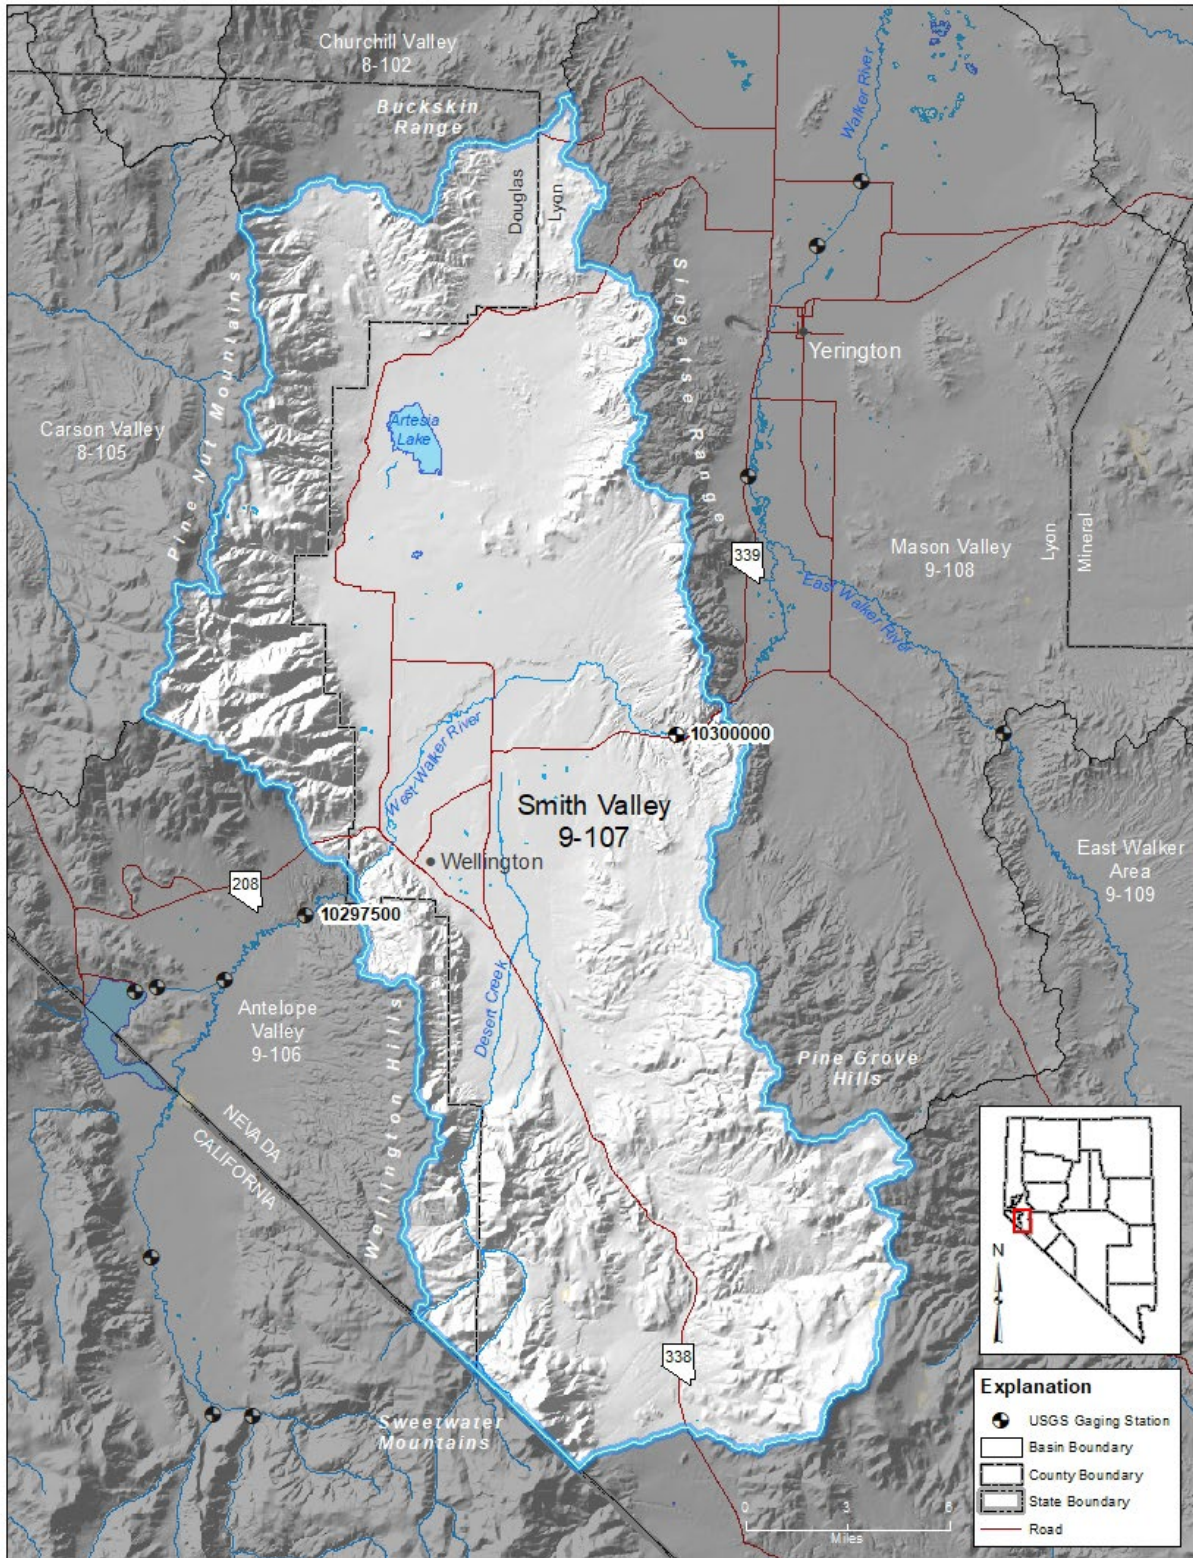 Churchill Valley
8-102
Buckskin
Range
Walker River
Douglas
Lyon
Pine Nut Mountains
Singatse Range
Yerington
Artesia
Lake
Carson Valley
8-105
Mason Valley
9-108
Lyon
Mineral
339
East Walker River
10300000
West Walker River
Smith Valley
9-107
Wellington
East Walker
Area
9-109
208
10297500
Antelope
Valley
9-106
Desert Creek
Wellington Hills
Pine Grove
Hills
NEVADA
CALIFORNIA
N
338
Sweetwater
Mountains
0 3 6
Miles
Explanation
USGS Gaging Station
Basin Boundary
County Boundary
State Boundary
Road